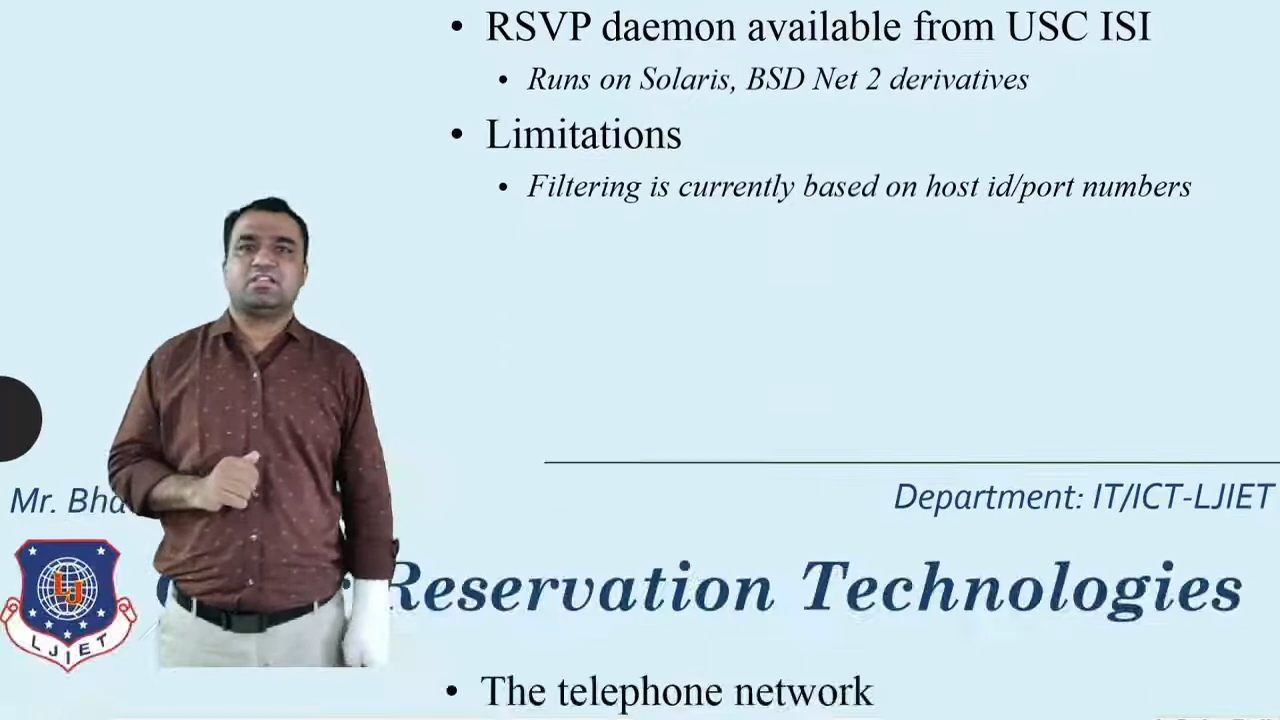 • RSVP daemon available from USC ISI
• Runs on Solaris, BSD Net 2 derivatives
• Limitations
• Filtering is currently based on host id/port numbers
Mr.
Department: IT/ICT-LJIET
LJ
LJIET
Reservation Technologies
• The telephone network